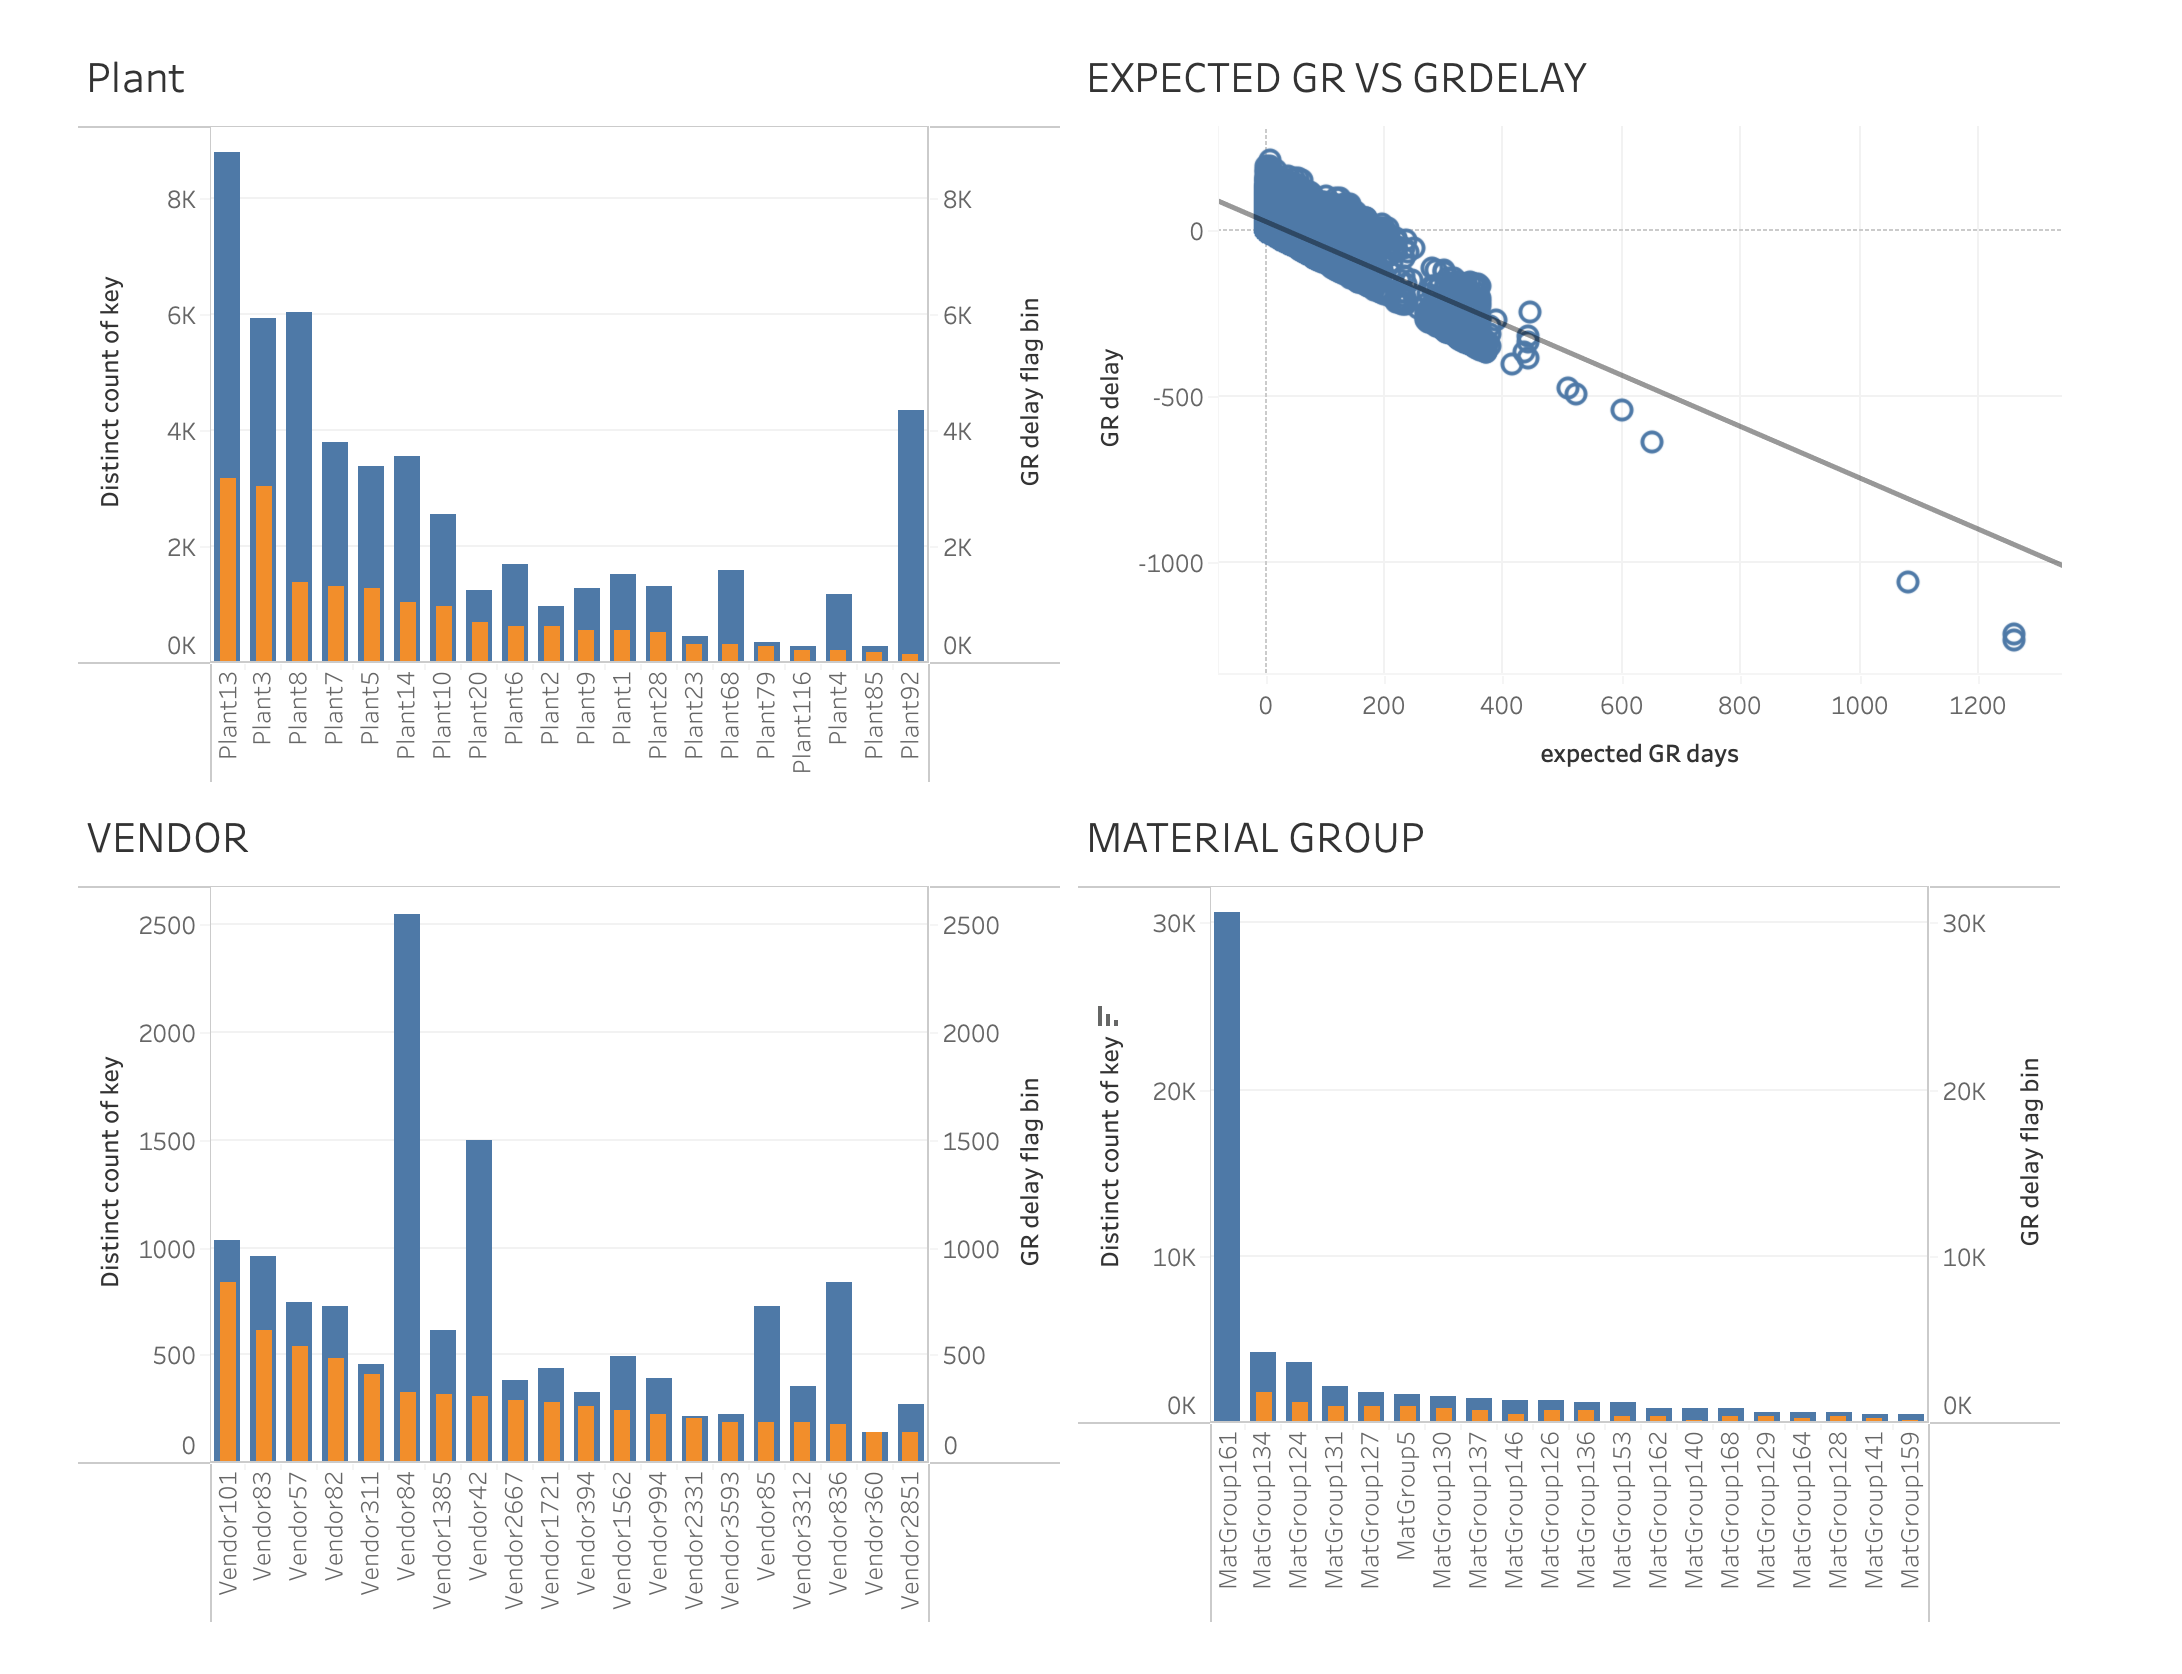 Plant
Distinct count of key
8K
6K
4K
2K
0K
8K
6K
4K
2K
0K
GR delay flag bin
Plant13
Plant3
Plant8
Plant7
Plant5
Plant14
Plant10
Plant20
Plant6
Plant2
Plant9
Plant1
Plant28
Plant23
Plant68
Plant79
Plant116
Plant4
Plant85
Plant92
EXPECTED GR VS GRDELAY
GR delay
0
-500
-1000
0
200
400
600
800
1000
1200
expected GR days
VENDOR
Distinct count of key
2500
2000
1500
1000
500
0
2500
2000
1500
1000
500
0
GR delay flag bin
Vendor101
Vendor83
Vendor57
Vendor82
Vendor311
Vendor84
Vendor1385
Vendor42
Vendor2667
Vendor1721
Vendor394
Vendor1562
Vendor994
Vendor2331
Vendor3593
Vendor85
Vendor3312
Vendor836
Vendor360
Vendor2851
MATERIAL GROUP
Distinct count of key
30K
20K
10K
0K
30K
20K
10K
0K
GR delay flag bin
MatGroup161
MatGroup134
MatGroup124
MatGroup131
MatGroup127
MatGroup5
MatGroup130
MatGroup137
MatGroup146
MatGroup126
MatGroup136
MatGroup153
MatGroup162
MatGroup140
MatGroup168
MatGroup129
MatGroup164
MatGroup128
MatGroup141
MatGroup159